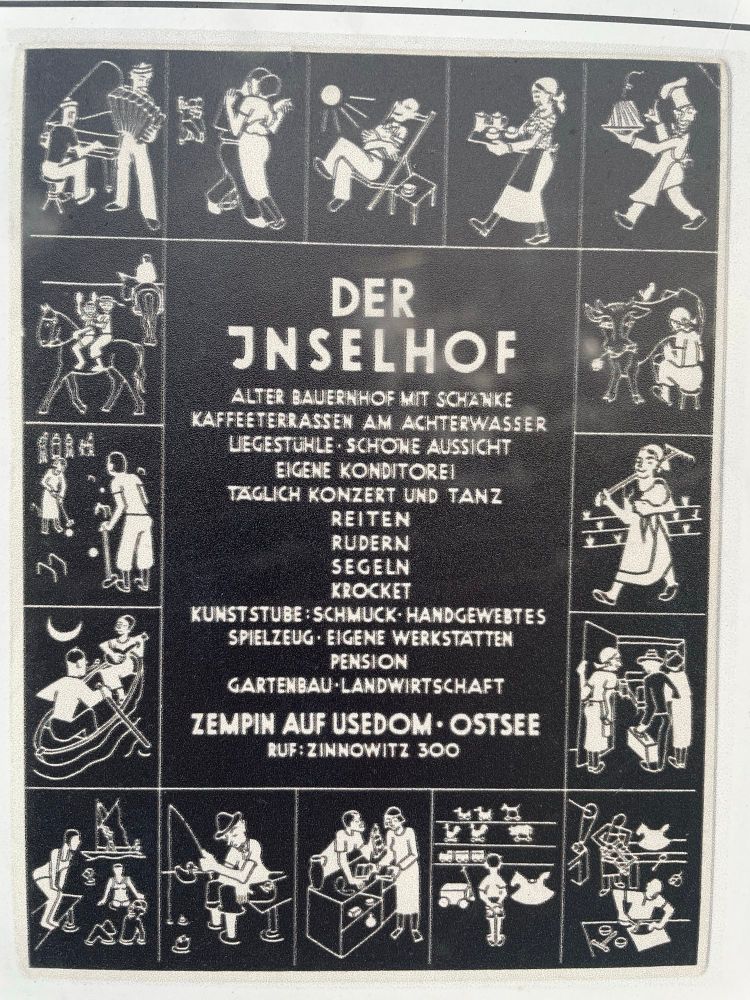 DER
JNSELHOF
ALTER BAUERNHOF MIT SCHÄNKE
KAFFEETERRASSEN AM ACHTERWASSER
LIEGESTÜHLE · SCHÖNE AUSSICHT
EIGENE KONDITOREI
TÄGLICH KONZERT UND TANZ
REITEN
RUDERN
SEGELN
KROCKET
KUNSTSTUBE: SCHMUCK · HANDGEWEBTES
SPIELZEUG · EIGENE WERKSTÄTTEN
PENSION
GARTENBAU · LANDWIRTSCHAFT
ZEMPIN AUF USEDOM · OSTSEE
RUF: ZINNOWITZ 300